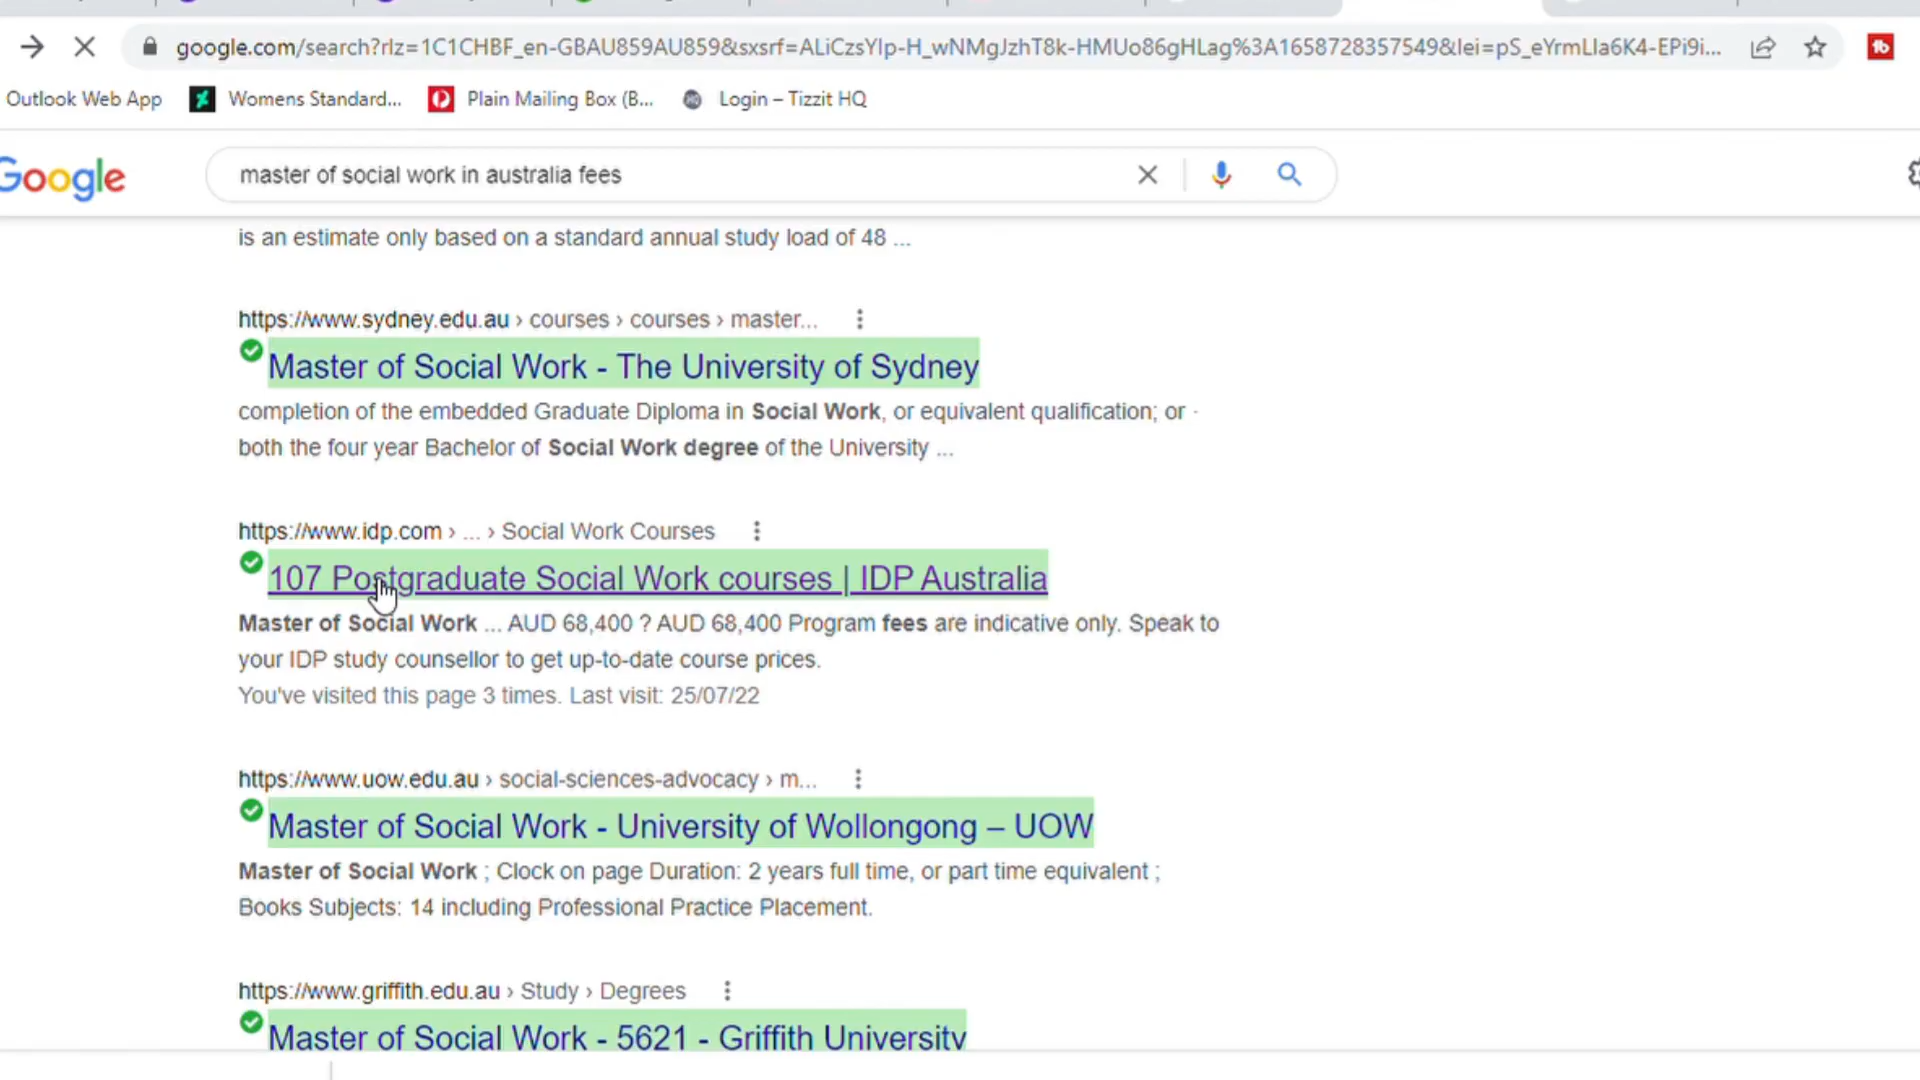 google.com/search?rlz=1C1CHBF_en-GBAU859AU859&sxsrf=ALiCzsYIp-H_wNMgJzhT8k-HMUo86gHLag%3A1658728357549&lei=pS_eYrmLIa6K4-EPi9i...
Outlook Web App Womens Standard... Plain Mailing Box (B... Login – Tizzit HQ
Google master of social work in australia fees
is an estimate only based on a standard annual study load of 48 ...
https://www.sydney.edu.au › courses › courses › master...
Master of Social Work - The University of Sydney
completion of the embedded Graduate Diploma in Social Work, or equivalent qualification; or ·
both the four year Bachelor of Social Work degree of the University ...
https://www.idp.com › ... › Social Work Courses
107 Postgraduate Social Work courses | IDP Australia
Master of Social Work ... AUD 68,400 ? AUD 68,400 Program fees are indicative only. Speak to
your IDP study counsellor to get up-to-date course prices.
You've visited this page 3 times. Last visit: 25/07/22
https://www.uow.edu.au › social-sciences-advocacy › m...
Master of Social Work - University of Wollongong – UOW
Master of Social Work ; Clock on page Duration: 2 years full time, or part time equivalent ;
Books Subjects: 14 including Professional Practice Placement.
https://www.griffith.edu.au › Study › Degrees
Master of Social Work - 5621 - Griffith University